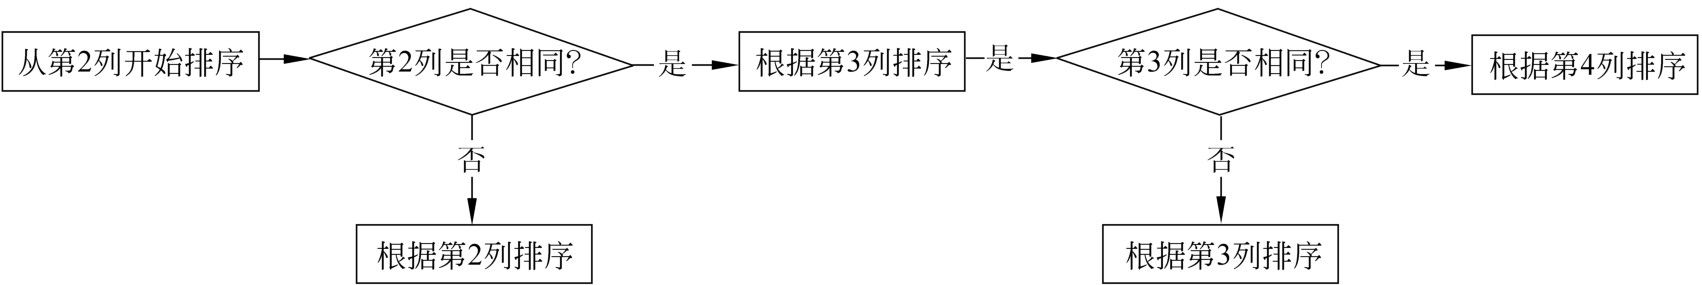 从第2列开始排序
第2列是否相同?
是
根据第3列排序
是
第3列是否相同?
是
根据第4列排序
否
否
根据第2列排序
根据第3列排序